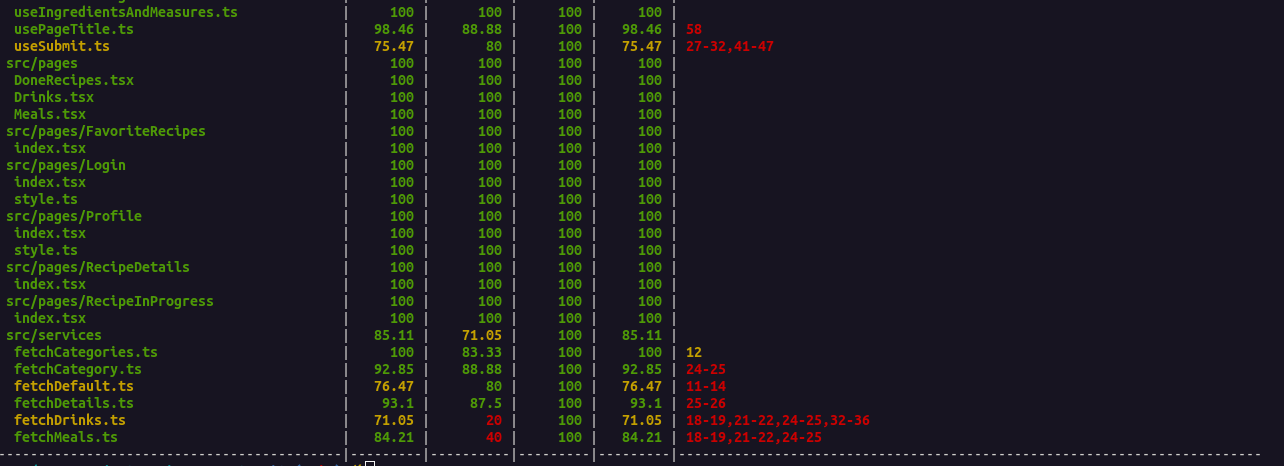 useIngredientsAndMeasures.ts | 100 | 100 | 100 | 100 |
usePageTitle.ts | 98.46 | 88.88 | 100 | 98.46 | 58
useSubmit.ts | 75.47 | 80 | 100 | 75.47 | 27-32,41-47
src/pages | 100 | 100 | 100 | 100 |
DoneRecipes.tsx | 100 | 100 | 100 | 100 |
Drinks.tsx | 100 | 100 | 100 | 100 |
Meals.tsx | 100 | 100 | 100 | 100 |
src/pages/FavoriteRecipes | 100 | 100 | 100 | 100 |
index.tsx | 100 | 100 | 100 | 100 |
src/pages/Login | 100 | 100 | 100 | 100 |
index.tsx | 100 | 100 | 100 | 100 |
style.ts | 100 | 100 | 100 | 100 |
src/pages/Profile | 100 | 100 | 100 | 100 |
index.tsx | 100 | 100 | 100 | 100 |
style.ts | 100 | 100 | 100 | 100 |
src/pages/RecipeDetails | 100 | 100 | 100 | 100 |
index.tsx | 100 | 100 | 100 | 100 |
src/pages/RecipeInProgress | 100 | 100 | 100 | 100 |
index.tsx | 100 | 100 | 100 | 100 |
src/services | 85.11 | 71.05 | 100 | 85.11 |
fetchCategories.ts | 100 | 83.33 | 100 | 100 | 12
fetchCategory.ts | 92.85 | 88.88 | 100 | 92.85 | 24-25
fetchDefault.ts | 76.47 | 80 | 100 | 76.47 | 11-14
fetchDetails.ts | 93.1 | 87.5 | 100 | 93.1 | 25-26
fetchDrinks.ts | 71.05 | 20 | 100 | 71.05 | 18-19,21-22,24-25,32-36
fetchMeals.ts | 84.21 | 40 | 100 | 84.21 | 18-19,21-22,24-25